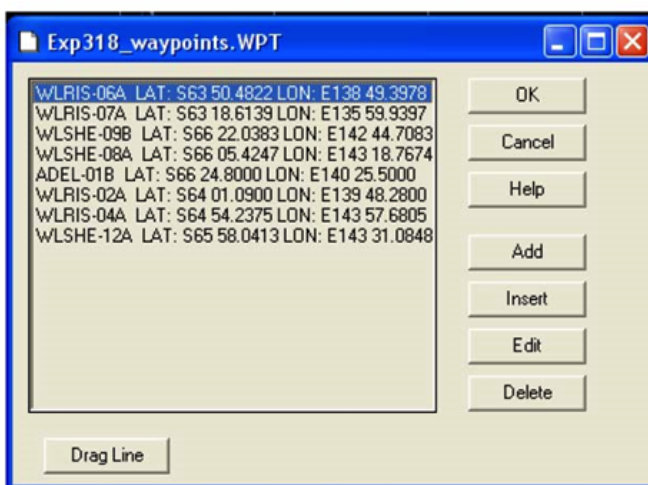 Exp318_waypoints.WPT
WLRIS-06A LAT: S63 50.4822 LON: E138 49.3978
WLRIS-07A LAT: S63 18.6139 LON: E135 59.9397
WLSHE-09B LAT: S66 22.0383 LON: E142 44.7083
WLSHE-08A LAT: S66 05.4247 LON: E143 18.7674
ADEL-01B LAT: S66 24.8000 LON: E140 25.5000
WLRIS-02A LAT: S64 01.0900 LON: E139 48.2800
WLRIS-04A LAT: S64 54.2375 LON: E143 57.6805
WLSHE-12A LAT: S65 58.0413 LON: E143 31.0848
OK
Cancel
Help
Add
Insert
Edit
Delete
Drag Line